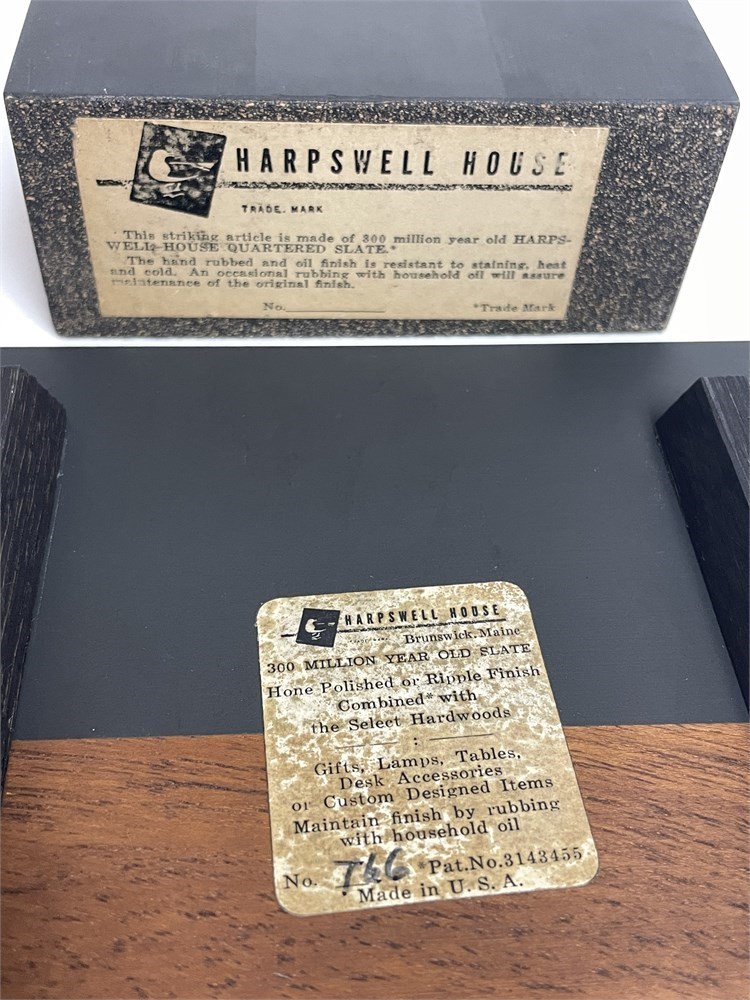 HARPSWELL HOUSE
TRADE. MARK
This striking article is made of 300 million year old HARPS-
WELL HOUSE QUARTERED SLATE.*
The hand rubbed and oil finish is resistant to staining, heat
and cold. An occasional rubbing with household oil will assure
maintenance of the original finish.
No.
*Trade Mark
HARPSWELL HOUSE
Brunswick, Maine
300 MILLION YEAR OLD SLATE
Hone Polished or Ripple Finish
Combined* with
the Select Hardwoods
Gifts, Lamps, Tables,
Desk Accessories
or Custom Designed Items
Maintain finish by rubbing
with household oil
No. T66 Pat.No.3143455
Made in U. S. A.